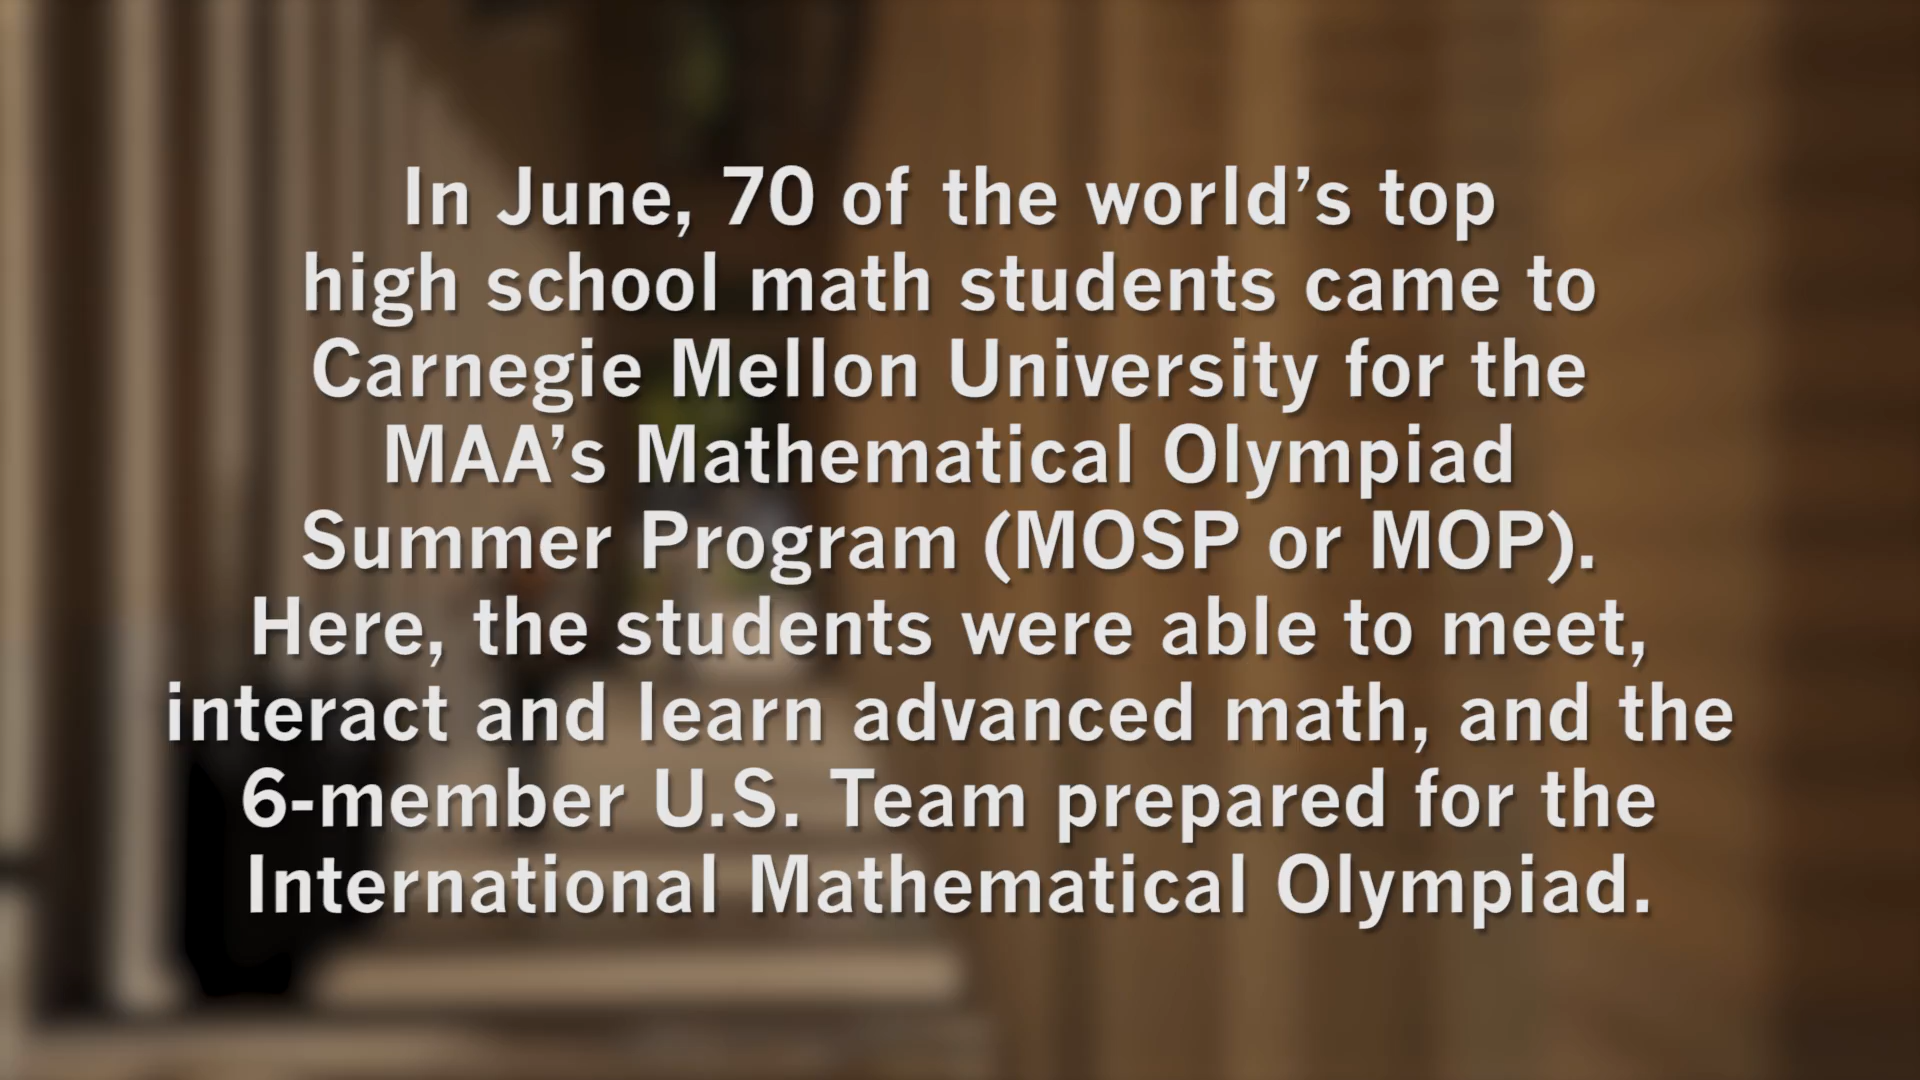 In June, 70 of the world’s top
high school math students came to
Carnegie Mellon University for the
MAA’s Mathematical Olympiad
Summer Program (MOSP or MOP).
Here, the students were able to meet,
interact and learn advanced math, and the
6-member U.S. Team prepared for the
International Mathematical Olympiad.